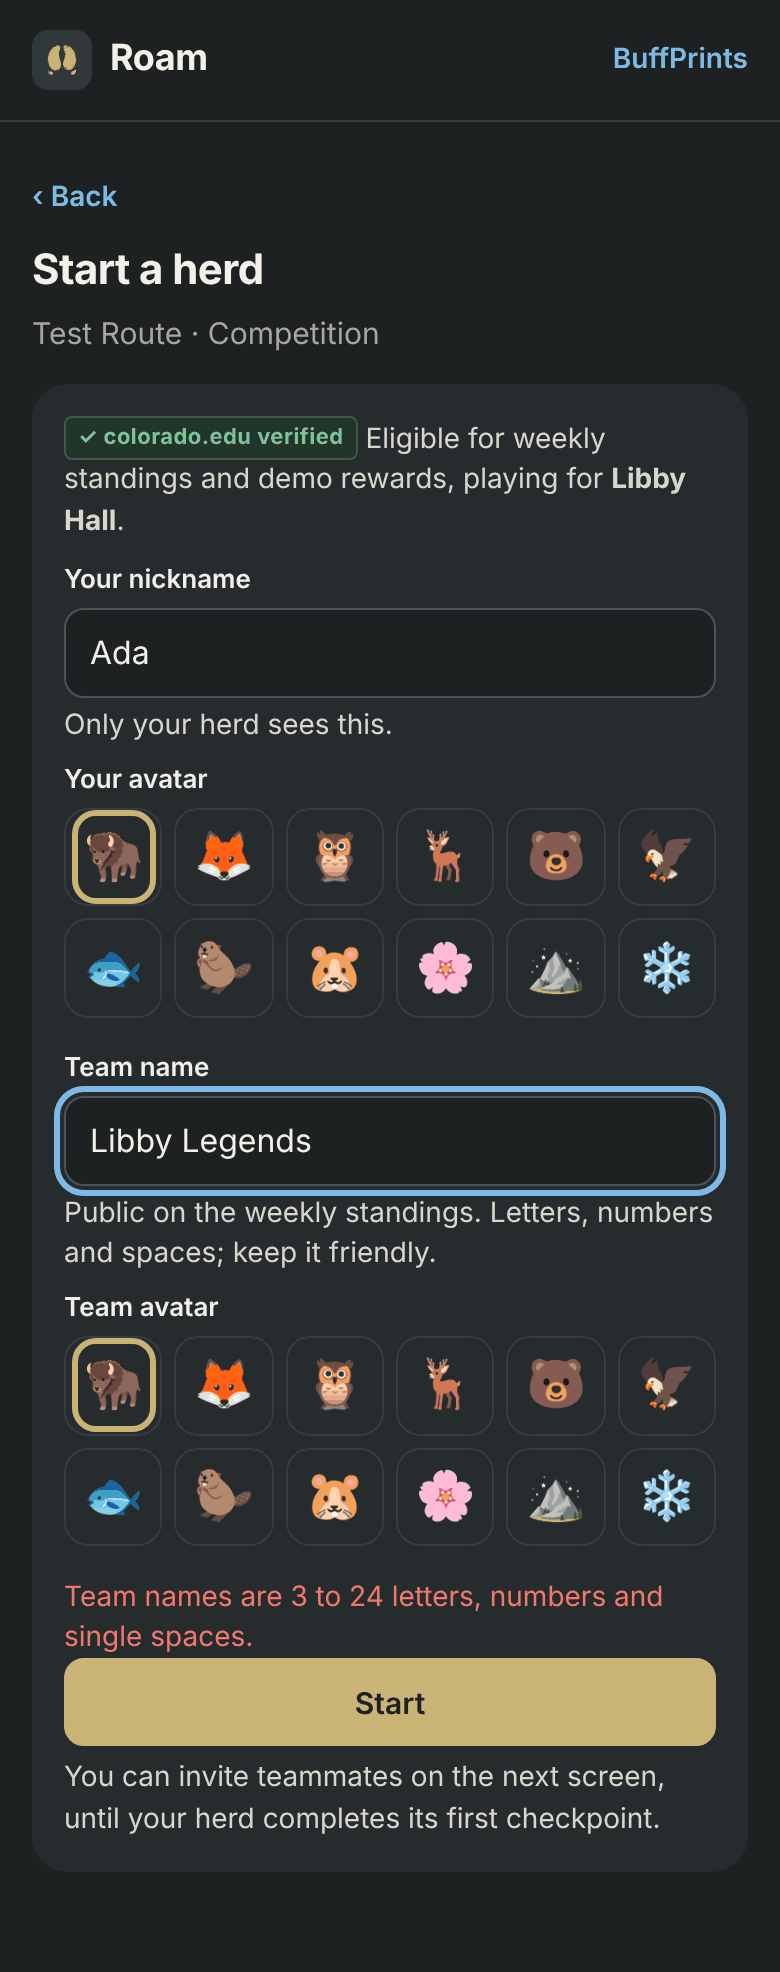 Roam
BuffPrints
‹ Back
Start a herd
Test Route · Competition
✓ colorado.edu verified Eligible for weekly
standings and demo rewards, playing for Libby
Hall.
Your nickname
Ada
Only your herd sees this.
Your avatar
Team name
Libby Legends
Public on the weekly standings. Letters, numbers
and spaces; keep it friendly.
Team avatar
Team names are 3 to 24 letters, numbers and
single spaces.
Start
You can invite teammates on the next screen,
until your herd completes its first checkpoint.